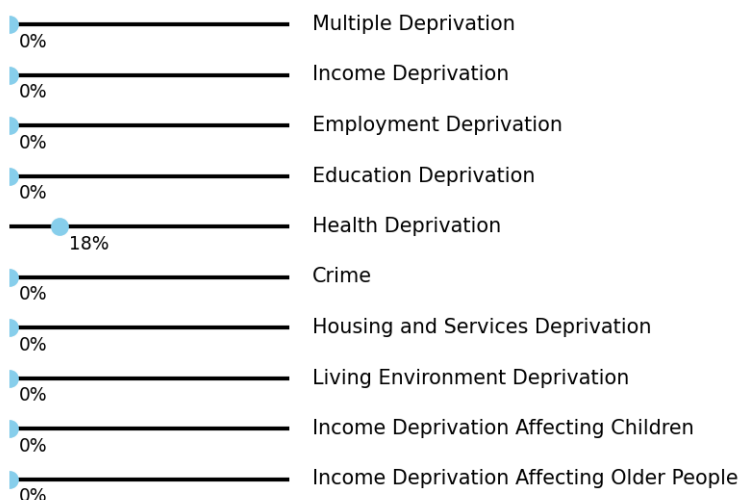 Multiple Deprivation
0%
Income Deprivation
0%
Employment Deprivation
0%
Education Deprivation
0%
Health Deprivation
18%
Crime
0%
Housing and Services Deprivation
0%
Living Environment Deprivation
0%
Income Deprivation Affecting Children
0%
Income Deprivation Affecting Older People
0%